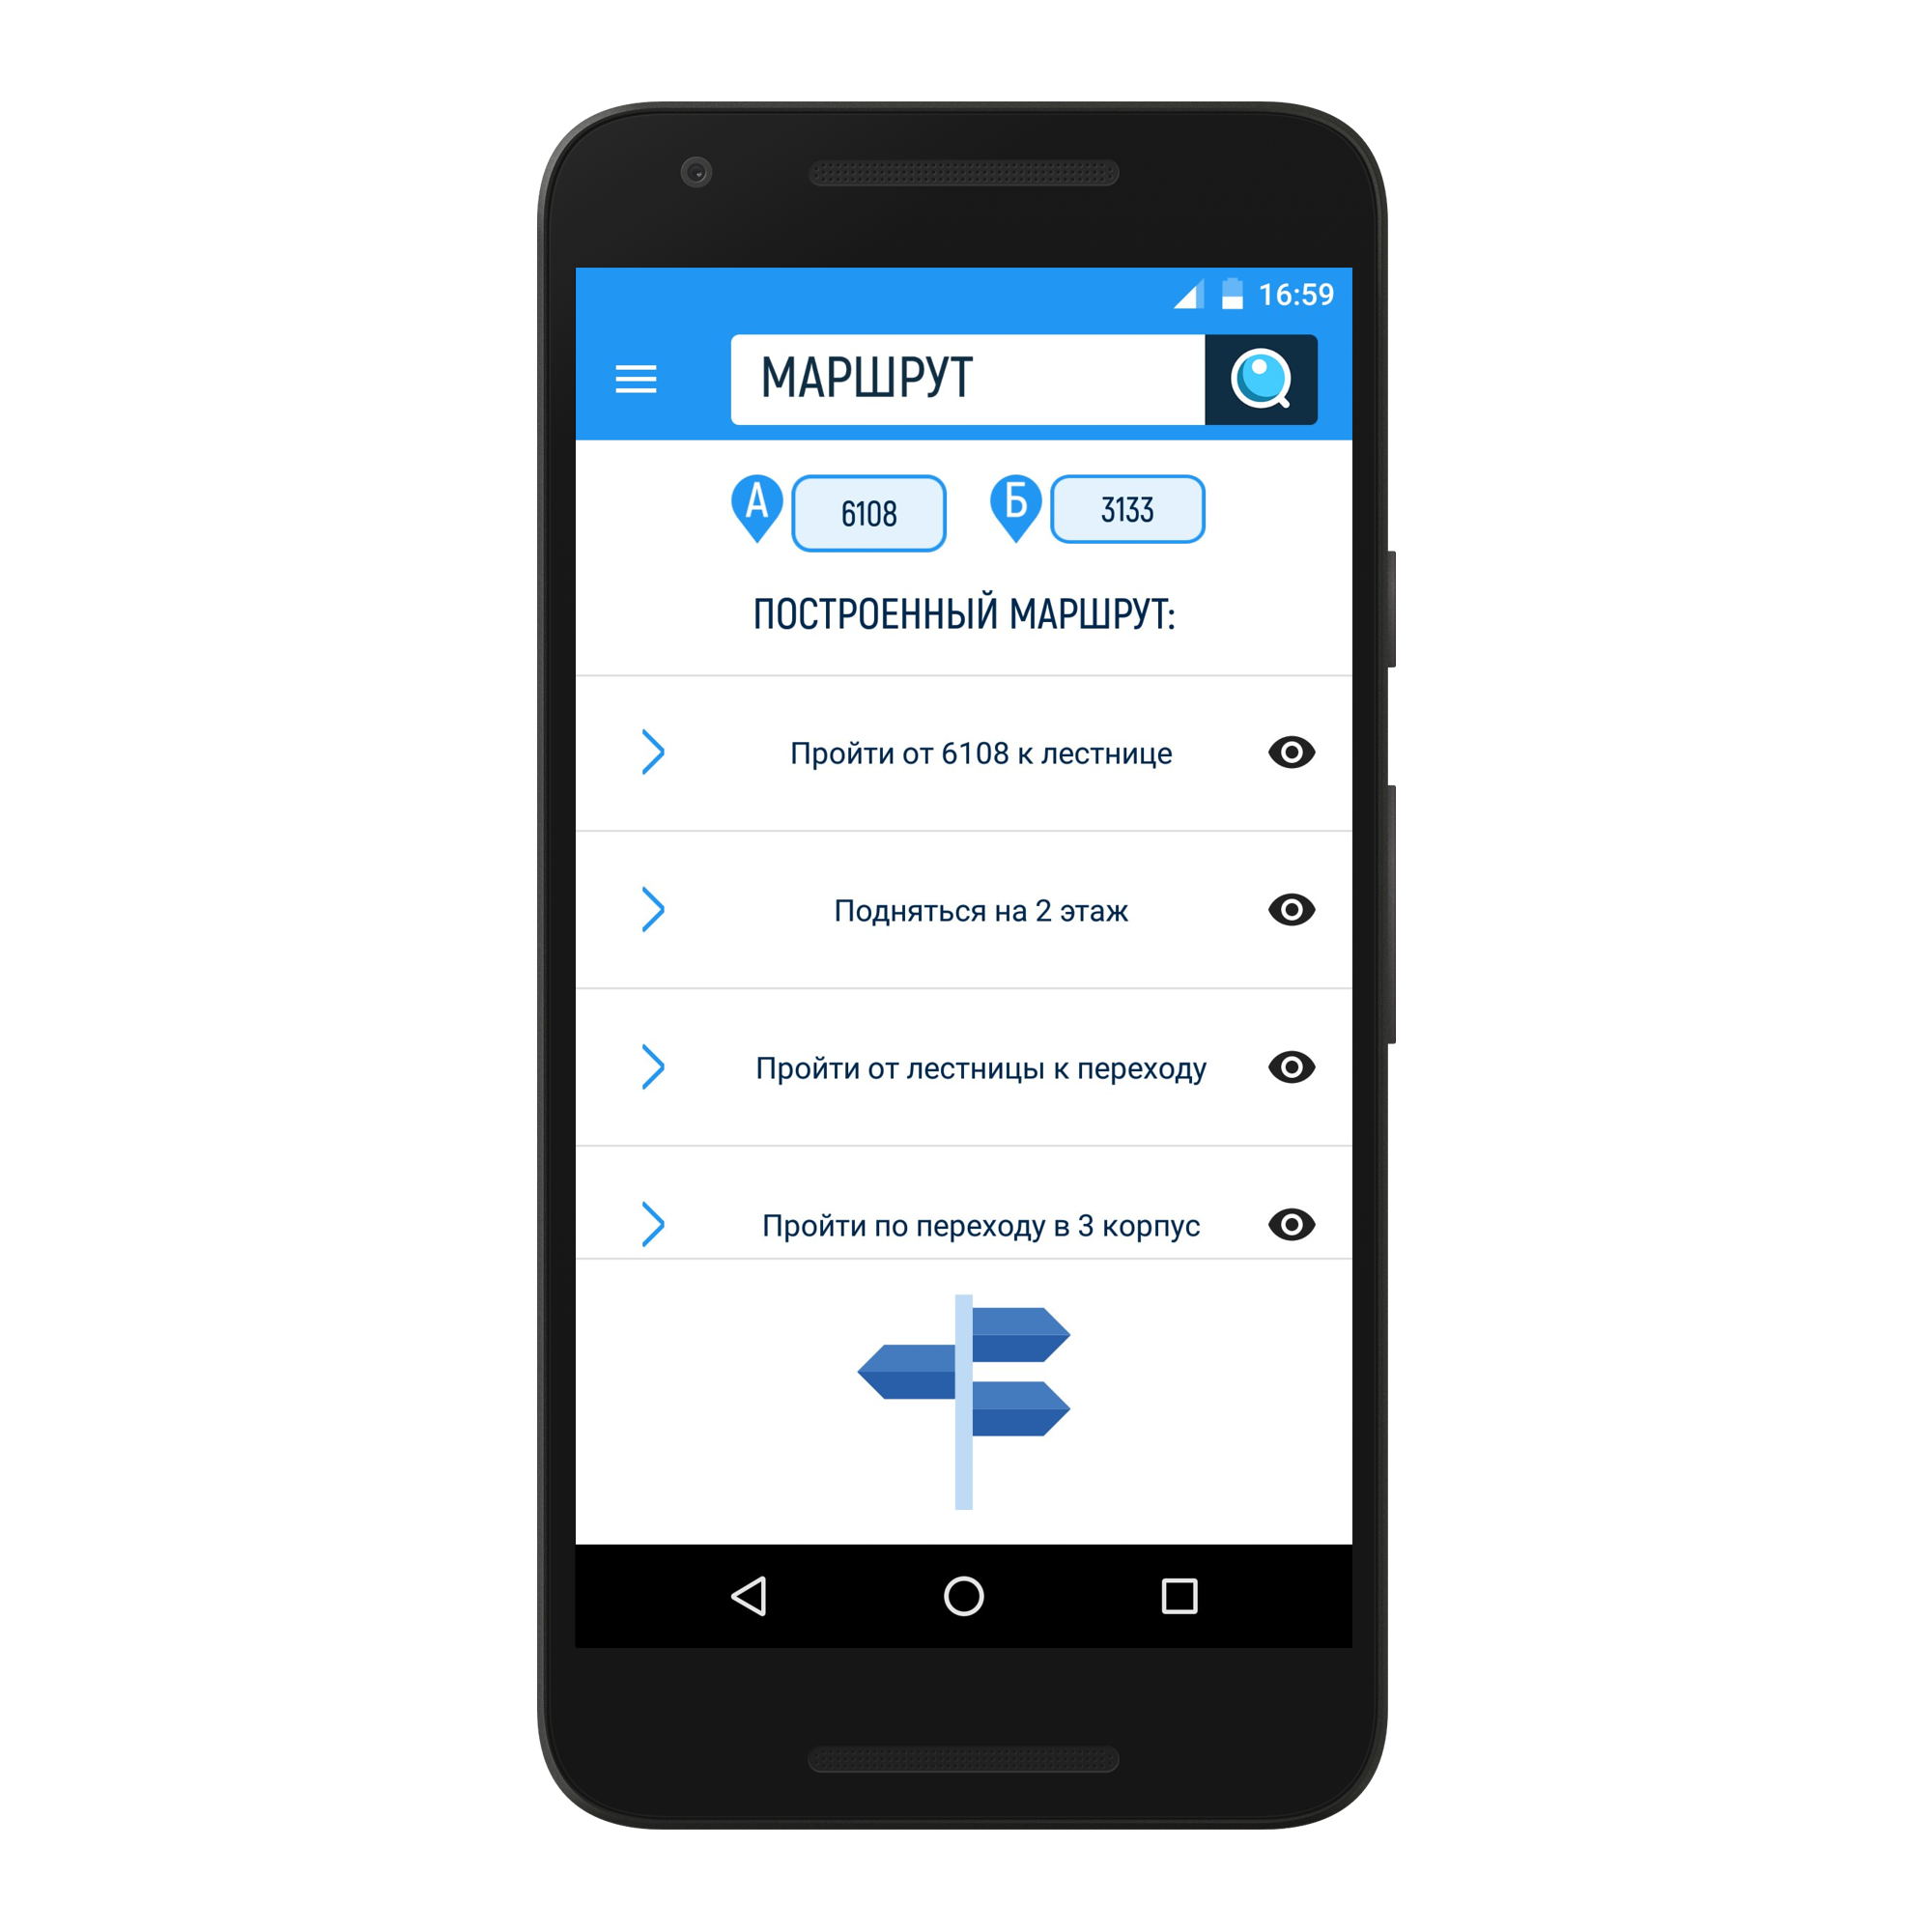 16:59
МАРШРУТ
А 6108 Б 3133
ПОСТРОЕННЫЙ МАРШРУТ:
Пройти от 6108 к лестнице
Подняться на 2 этаж
Пройти от лестницы к переходу
Пройти по переходу в 3 корпус